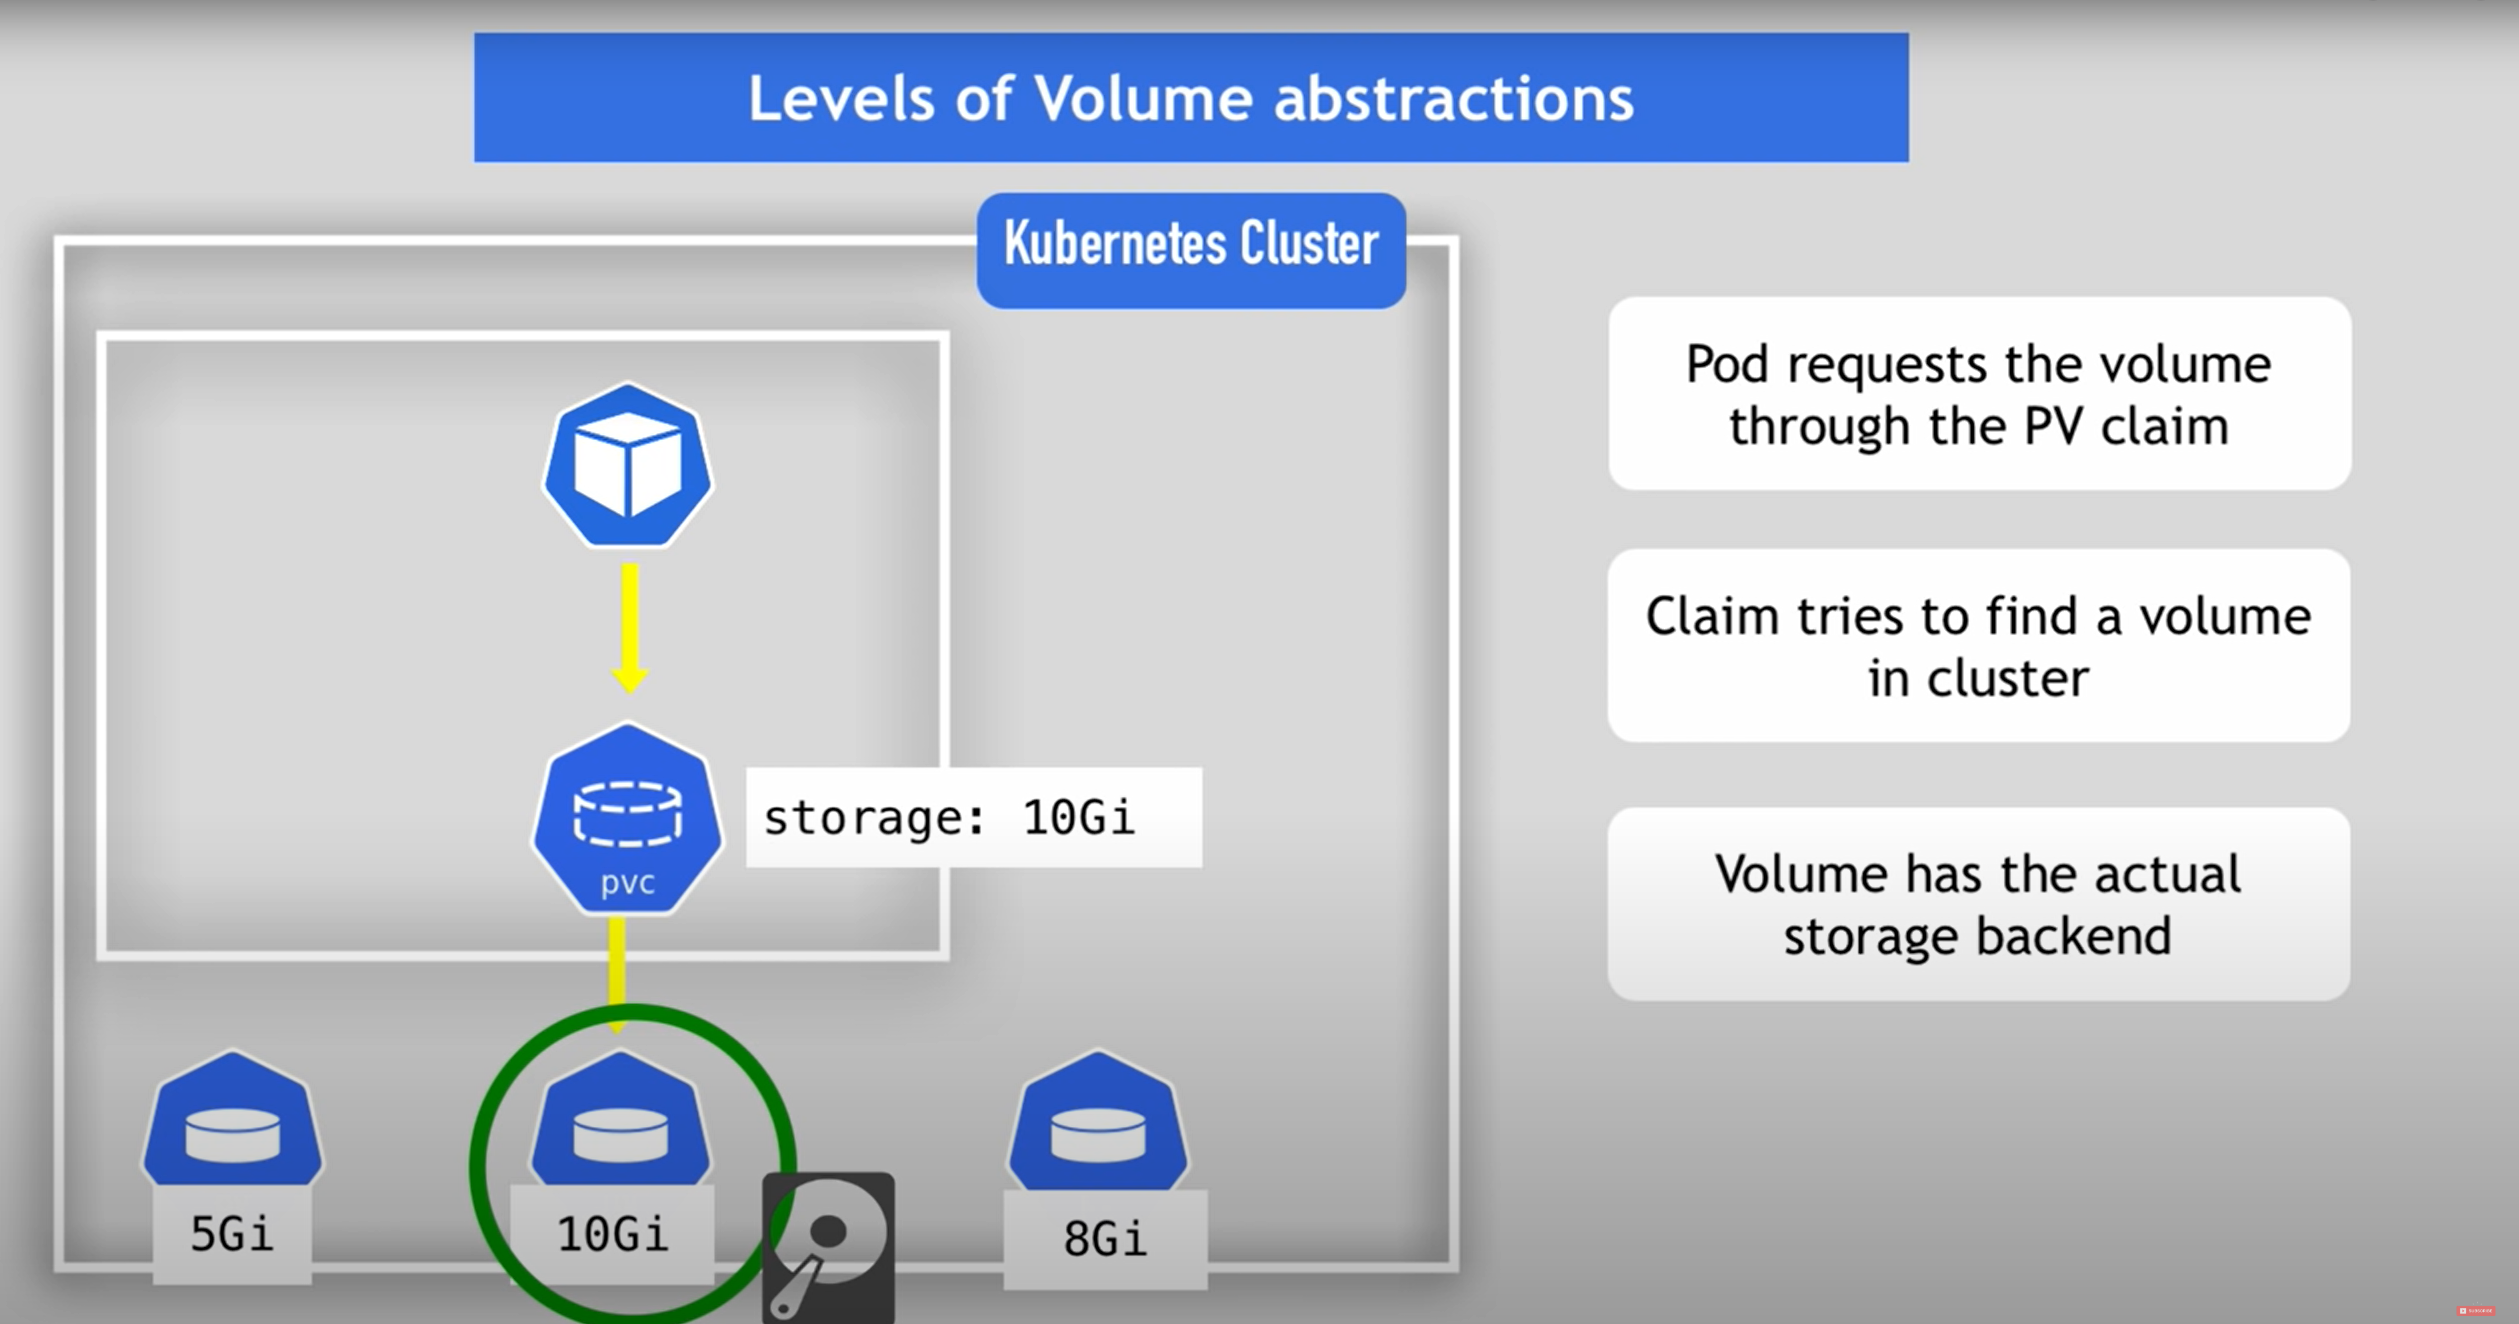 Levels of Volume abstractions
Kubernetes Cluster
Pod requests the volume
through the PV claim
Claim tries to find a volume
in cluster
storage: 10Gi
pvc
Volume has the actual
storage backend
5Gi
10Gi
8Gi